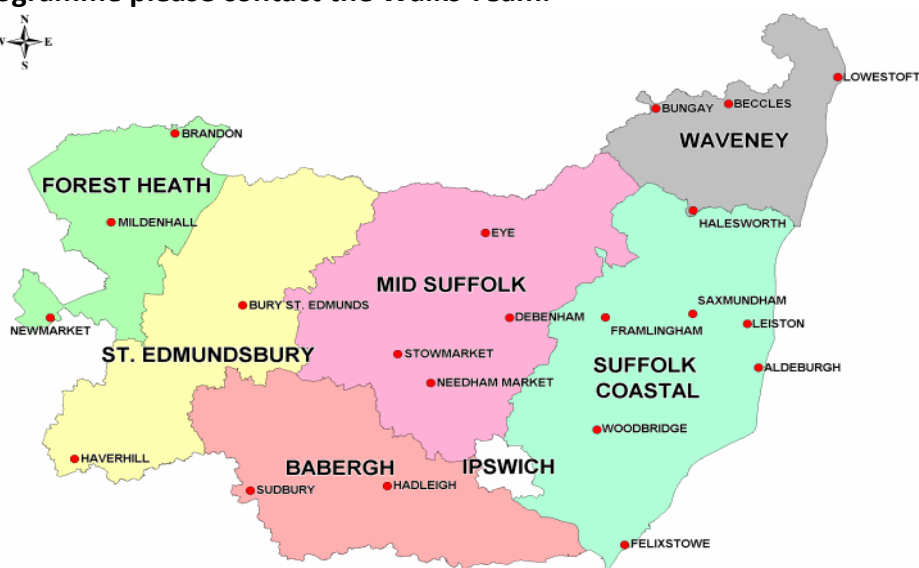 ogramme please contact the Walks Team.
N
W E
S
LOWESTOFT
BUNGAY
BECCLES
WAVENEY
BRANDON
FOREST HEATH
MILDENHALL
HALESWORTH
EYE
MID SUFFOLK
BURY ST. EDMUNDS
SAXMUNDHAM
NEWMARKET
DEBENHAM
FRAMLINGHAM
LEISTON
ST. EDMUNDSBURY
STOWMARKET
SUFFOLK
COASTAL
ALDEBURGH
NEEDHAM MARKET
WOODBRIDGE
HAVERHILL
BABERGH
IPSWICH
SUDBURY
HADLEIGH
FELIXSTOWE